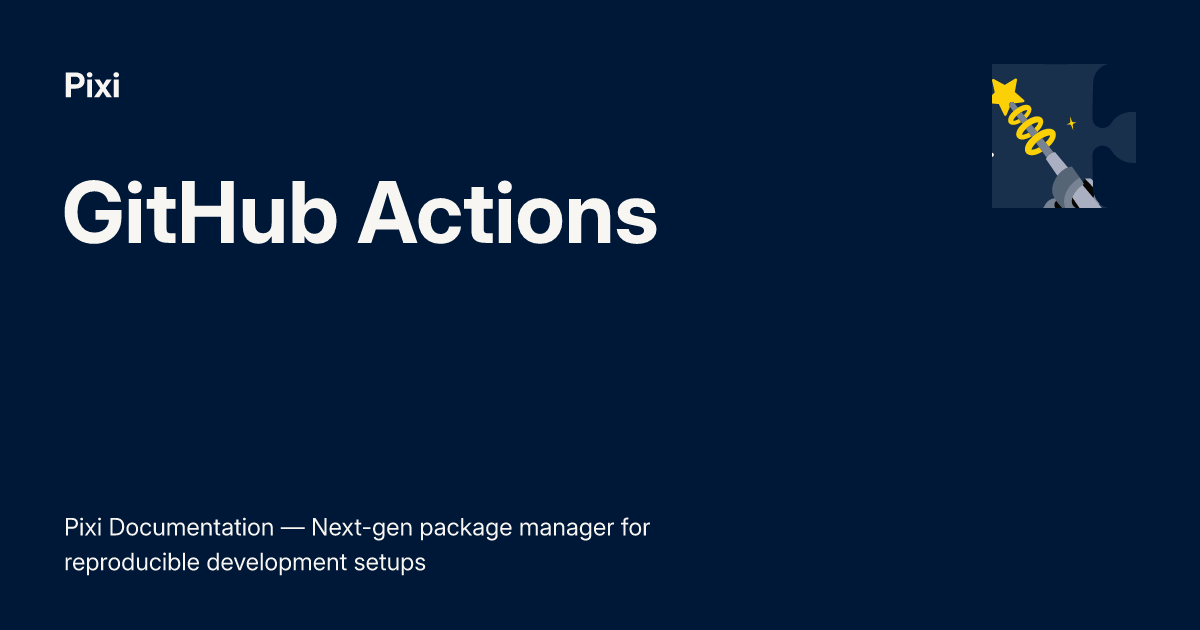 Pixi
GitHub Actions
Pixi Documentation — Next-gen package manager for
reproducible development setups